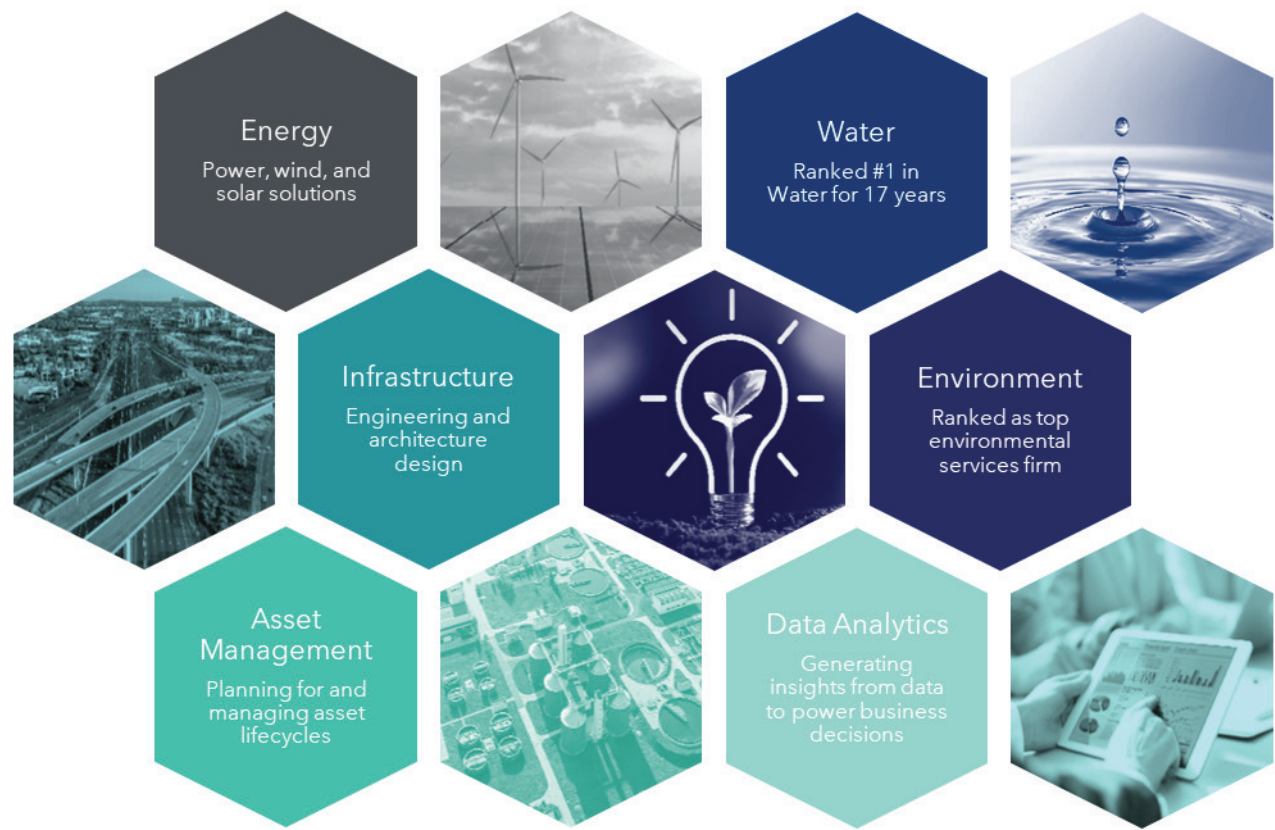 Energy
Power, wind, and
solar solutions
Water
Ranked #1 in
Water for 17 years
Infrastructure
Engineering and
architecture
design
Environment
Ranked as top
environmental
services firm
Asset
Management
Planning for and
managing asset
lifecycles
Data Analytics
Generating
insights from data
to power business
decisions